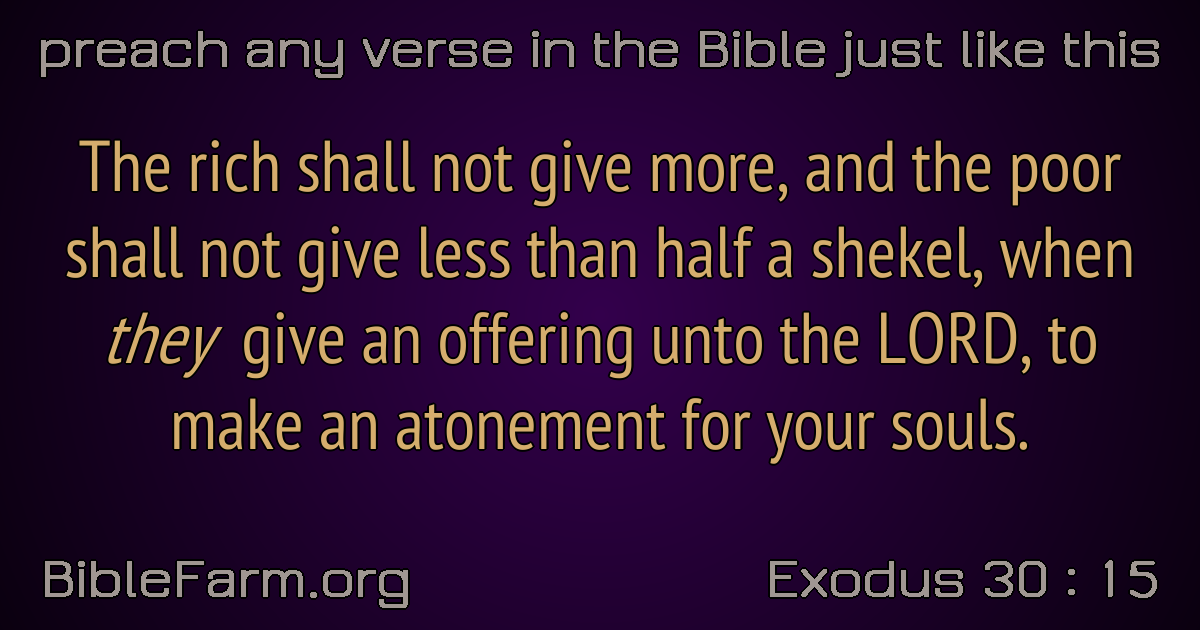 preach any verse in the Bible just like this
The rich shall not give more, and the poor
shall not give less than half a shekel, when
they give an offering unto the LORD, to
make an atonement for your souls.
BibleFarm.org
Exodus 30 : 15